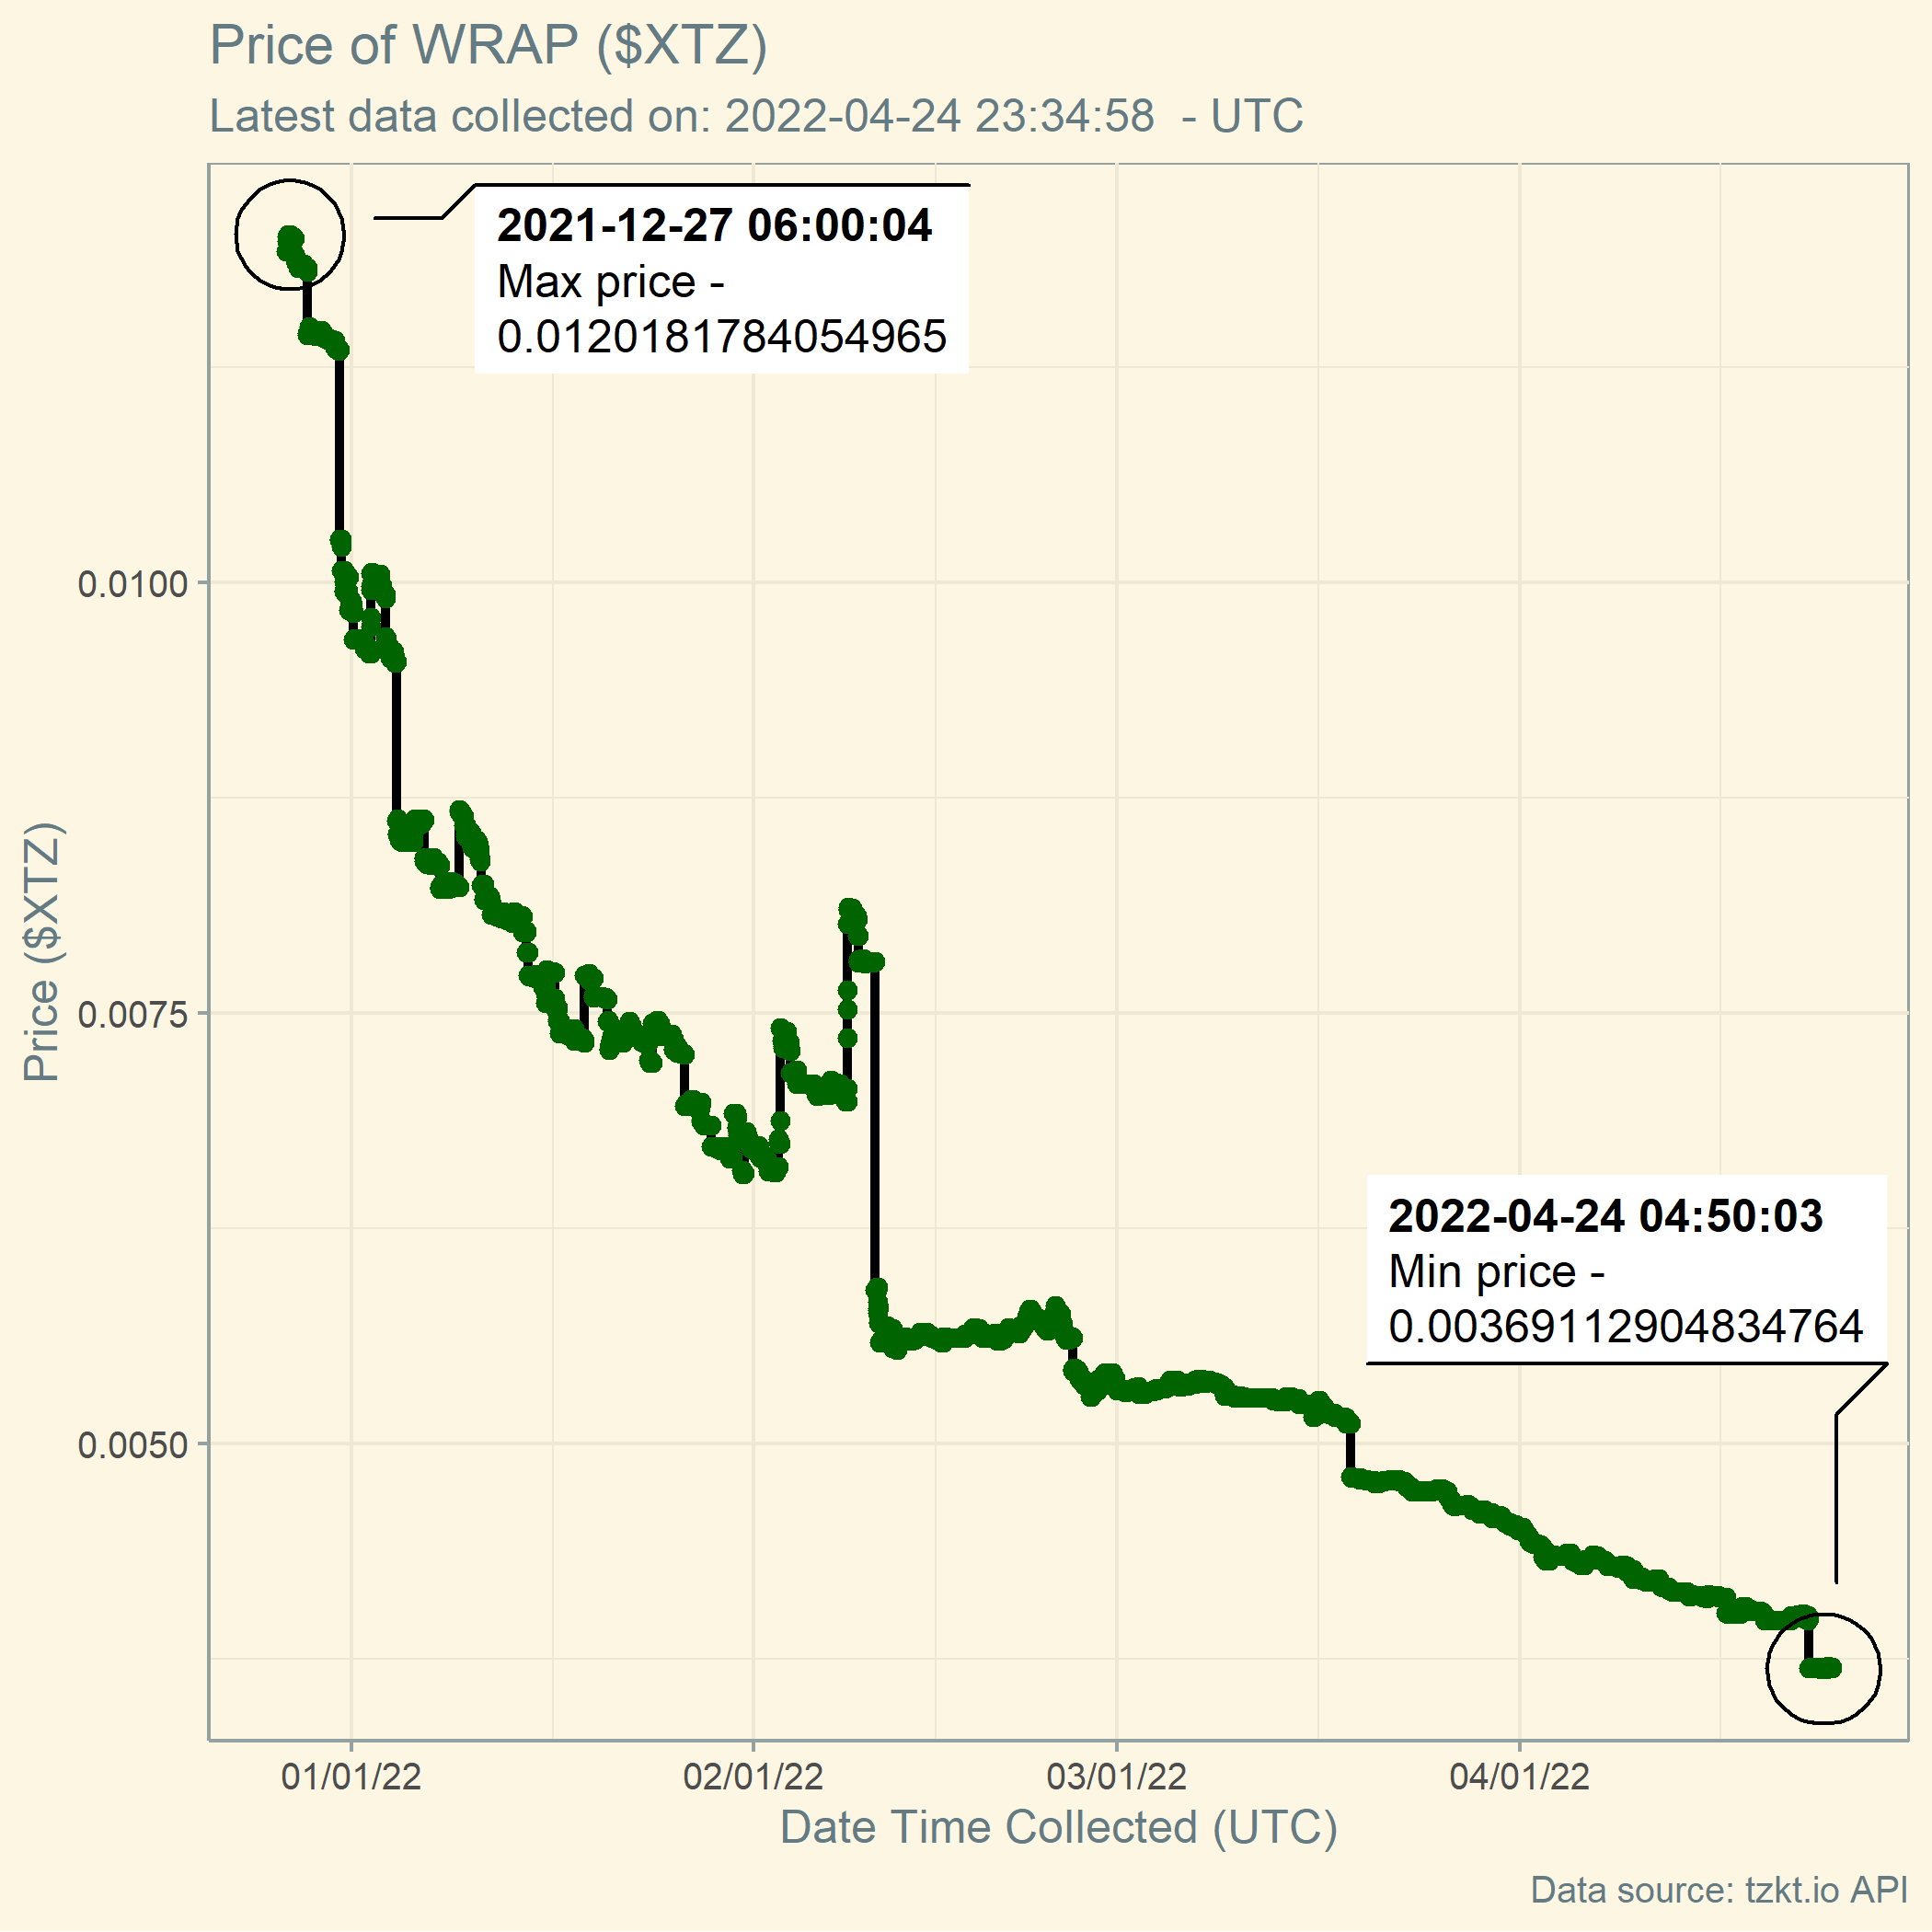 Price of WRAP ($XTZ)
Latest data collected on: 2022-04-24 23:34:58  - UTC
2021-12-27 06:00:04
Max price -
0.0120181784054965
0.0100
0.0075
0.0050
Price ($XTZ)
2022-04-24 04:50:03
Min price -
0.00369112904834764
01/01/22
02/01/22
03/01/22
04/01/22
Date Time Collected (UTC)
Data source: tzkt.io API